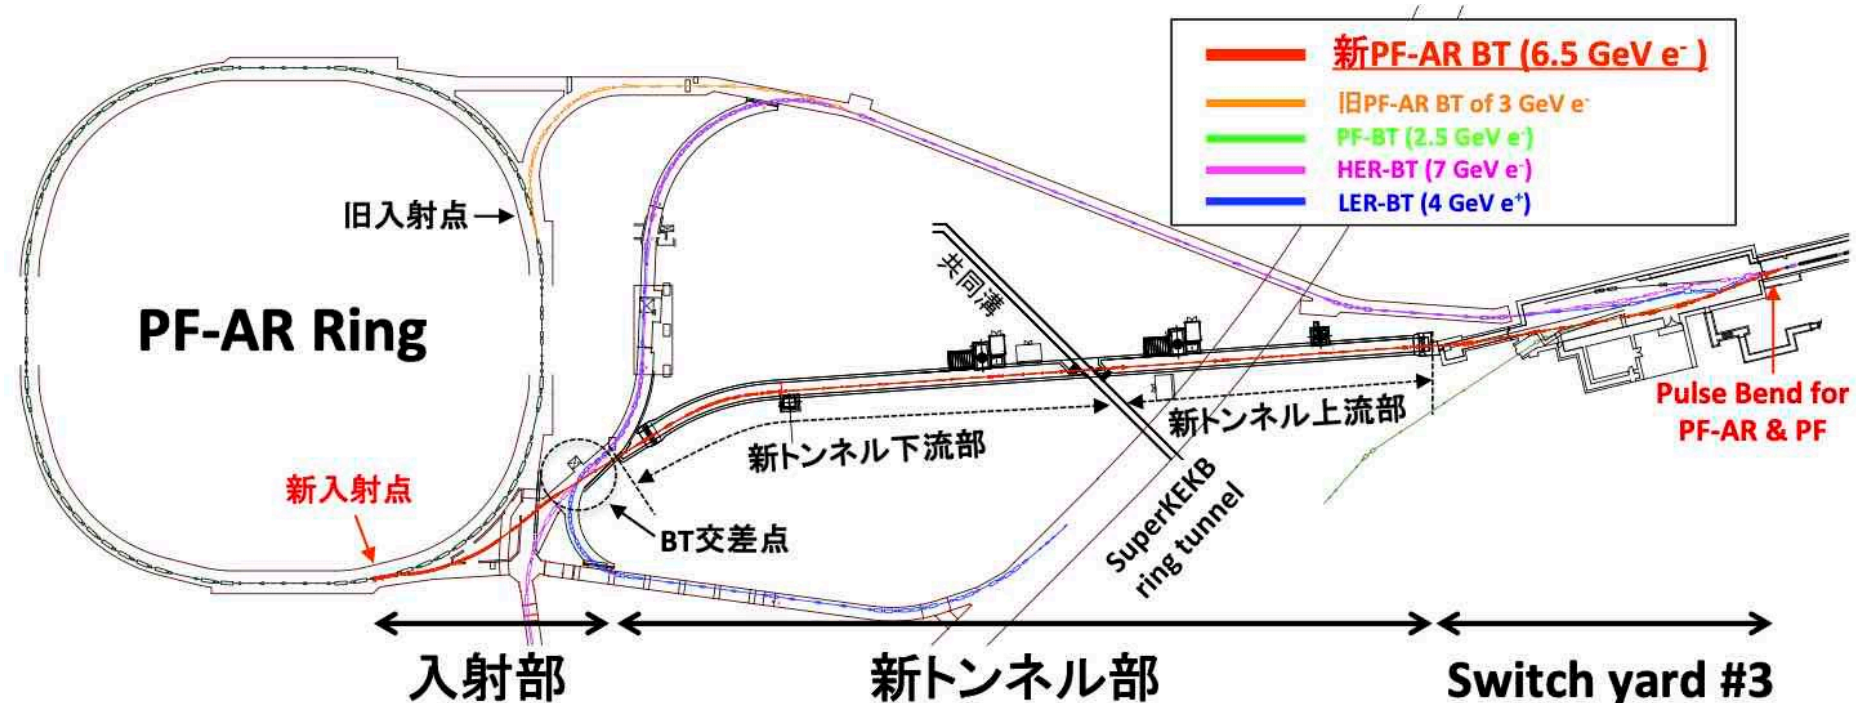 新PF-AR BT (6.5 GeV e⁻ )
旧PF-AR BT of 3 GeV e⁻
PF-BT (2.5 GeV e⁻)
HER-BT (7 GeV e⁻)
LER-BT (4 GeV e⁺)
旧入射点
共同溝
PF-AR Ring
Pulse Bend for
PF-AR & PF
新トンネル上流部
新トンネル下流部
新入射点
BT交差点
SuperKEKB
ring tunnel
入射部
新トンネル部
Switch yard #3